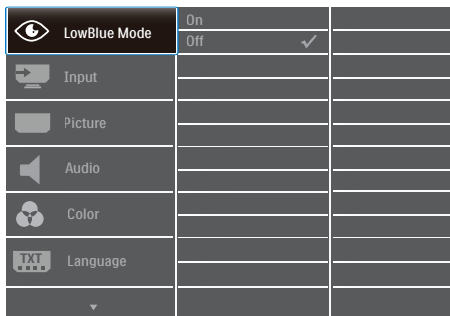 LowBlue Mode
On
Off
Input
Picture
Audio
Color
TXT
Language